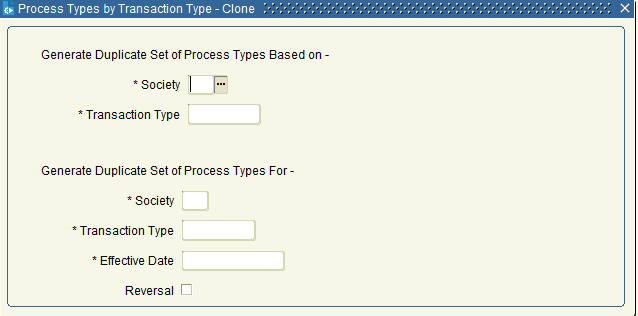 Process Types by Transaction Type - Clone
Generate Duplicate Set of Process Types Based on -
* Society
* Transaction Type
Generate Duplicate Set of Process Types For -
* Society
* Transaction Type
* Effective Date
Reversal